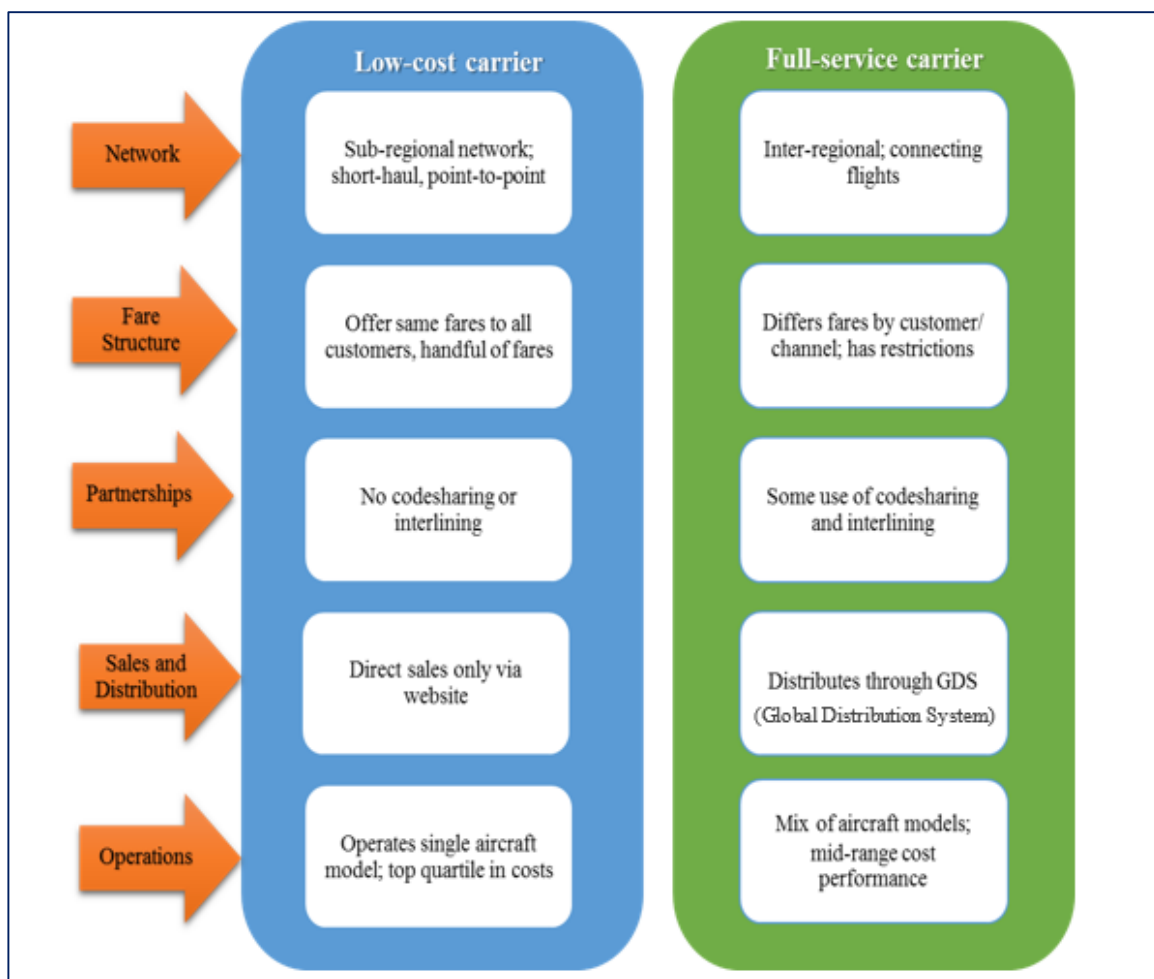 Low-cost carrier
Full-service carrier
Network
Sub-regional network;
short-haul, point-to-point
Inter-regional; connecting
flights
Fare
Structure
Offer same fares to all
customers, handful of fares
Differs fares by customer/
channel; has restrictions
Partnerships
No codesharing or
interlining
Some use of codesharing
and interlining
Sales and
Distribution
Direct sales only via
website
Distributes through GDS
(Global Distribution System)
Operations
Operates single aircraft
model; top quartile in costs
Mix of aircraft models;
mid-range cost
performance